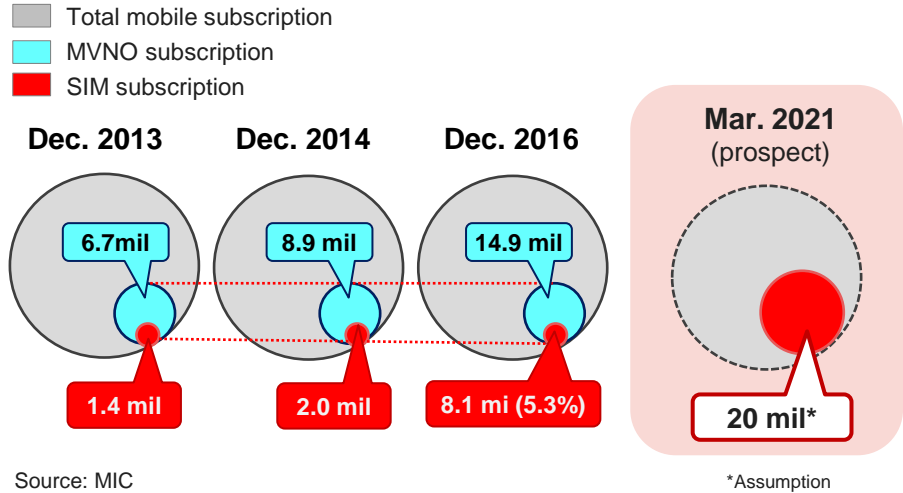 Total mobile subscription
MVNO subscription
SIM subscription
Dec. 2013
Dec. 2014
Dec. 2016
Mar. 2021
(prospect)
6.7mil
8.9 mil
14.9 mil
1.4 mil
2.0 mil
8.1 mi (5.3%)
20 mil*
Source: MIC
*Assumption